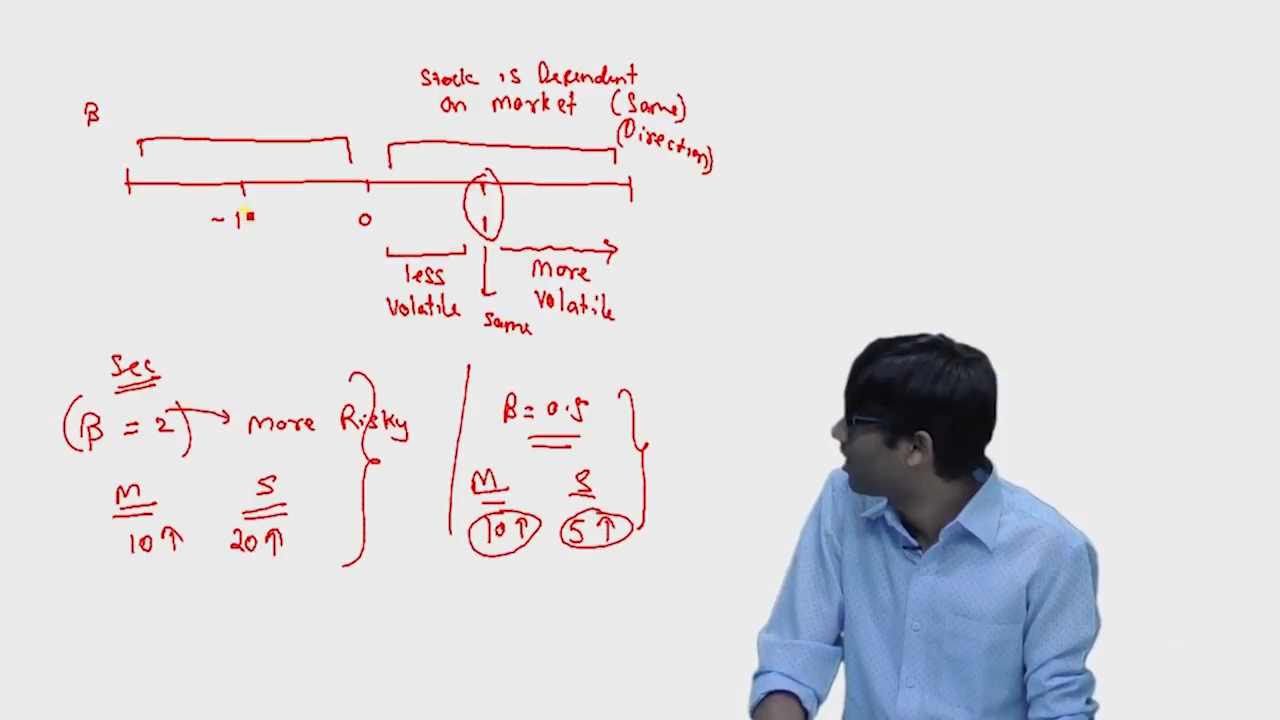 Stock is Dependent
on market (Same)
(Direction)
β
-1 0 1
less
volatile
same
more
volatile
Sec
(β = 2) → more Risky
M S
10↑ 20↑
β = 0.5
M S
10↑ 5↑